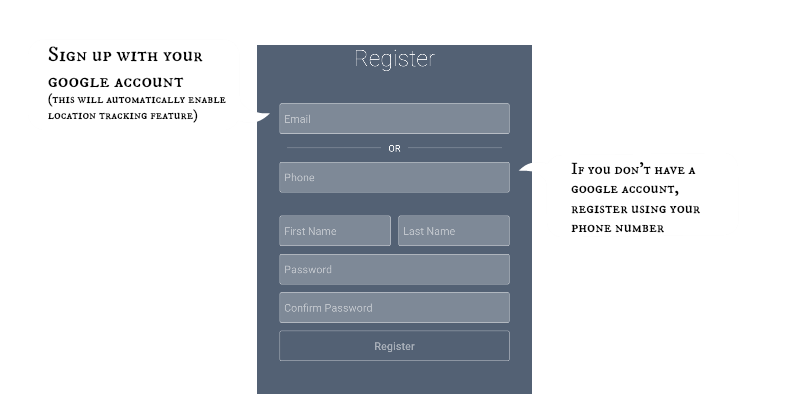 Sign up with your
google account
(this will automatically enable
location tracking feature)
Register
Email
OR
Phone
First Name Last Name
Password
Confirm Password
Register
If you don't have a
google account,
register using your
phone number